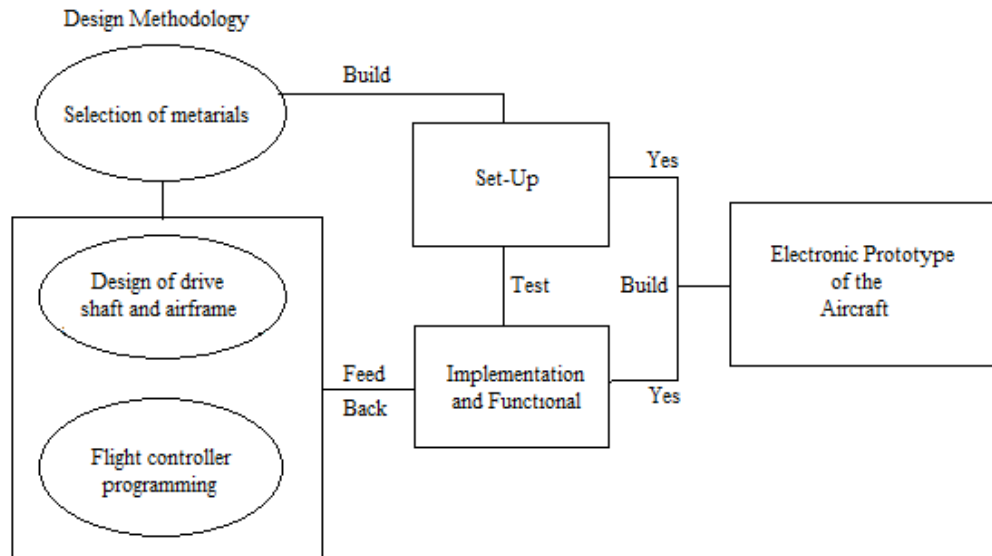 Design Methodology
Build
Selection of metarials
Set-Up
Yes
Design of drive
shaft and airframe
Test
Build
Electronic Prototype
of the
Aircraft
Feed
Back
Implementation
and Functional
Yes
Flight controller
programming